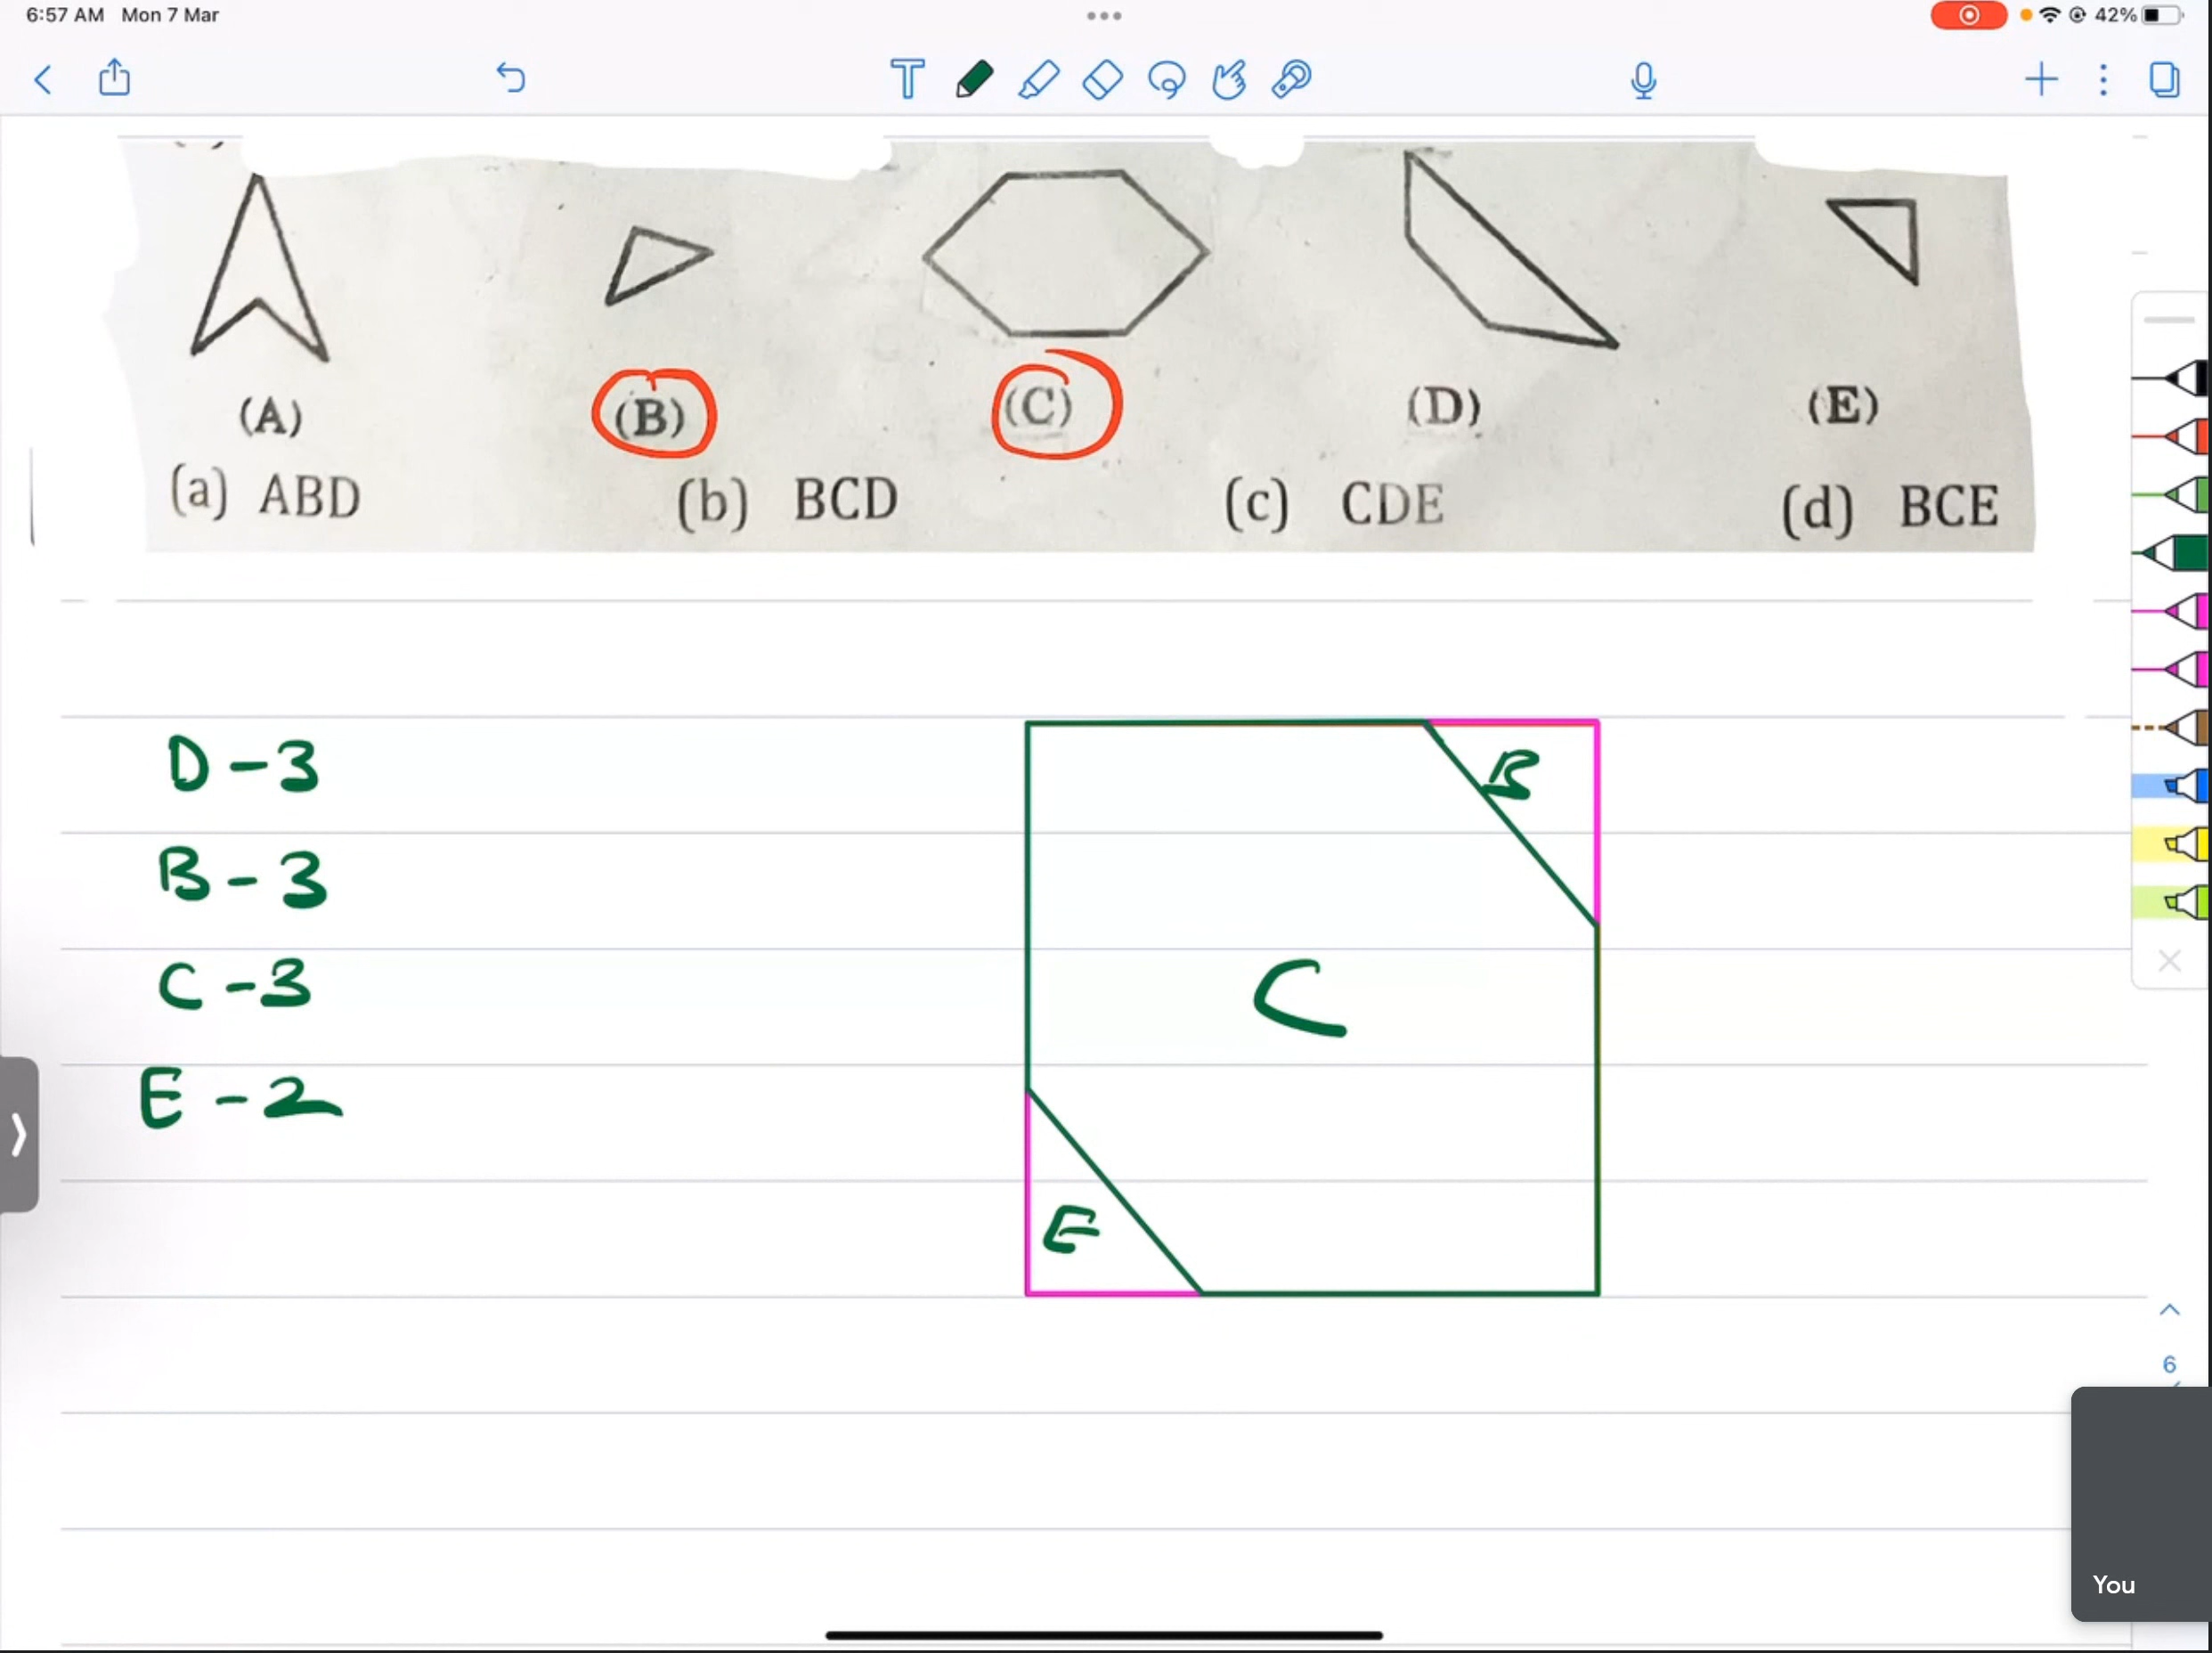 6:57 AM Mon 7 Mar
42%
(A) (B) (C) (D) (E)
(a) ABD (b) BCD (c) CDE (d) BCE
D-3
B-3
C-3
E-2
B
C
E
6
You